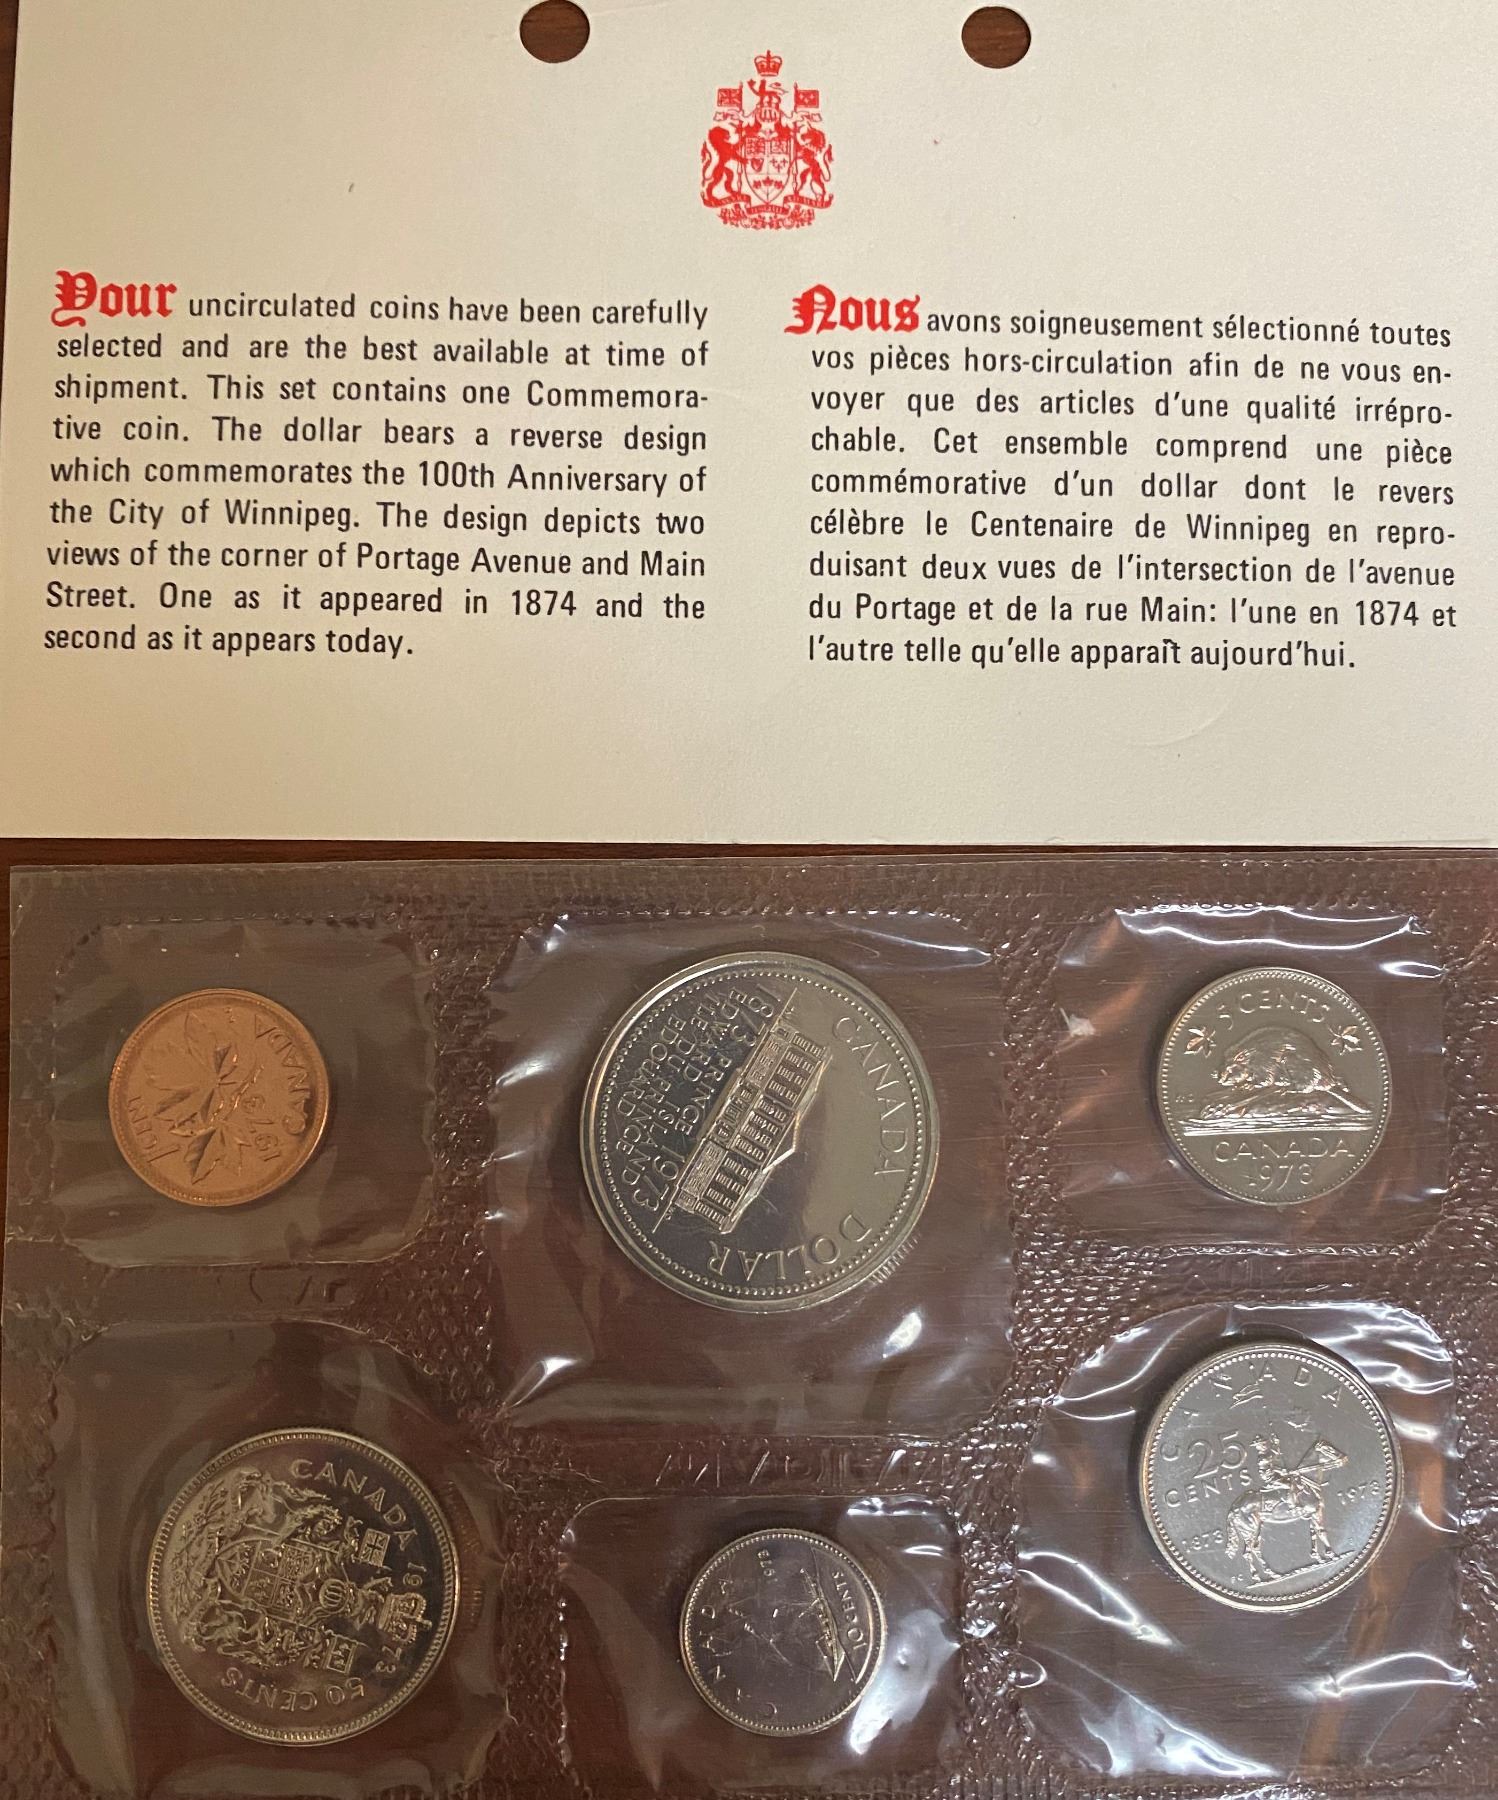 Your uncirculated coins have been carefully
selected and are the best available at time of
shipment. This set contains one Commemora-
tive coin. The dollar bears a reverse design
which commemorates the 100th Anniversary of
the City of Winnipeg. The design depicts two
views of the corner of Portage Avenue and Main
Street. One as it appeared in 1874 and the
second as it appears today.
Nous avons soigneusement sélectionné toutes
vos pièces hors-circulation afin de ne vous en-
voyer que des articles d'une qualité irrépro-
chable. Cet ensemble comprend une pièce
commémorative d'un dollar dont le revers
célèbre le Centenaire de Winnipeg en repro-
duisant deux vues de l'intersection de l'avenue
du Portage et de la rue Main: l'une en 1874 et
l'autre telle qu'elle apparaît aujourd'hui.
1 CENT
CANADA
1973
CANADA
DOLLAR
1873 PRINCE 1973
EDWARD ISLAND
ÎLE DU PRINCE
EDOUARD
5 CENTS
CANADA
1973
CANADA 1973
50 CENTS
10 CENTS
CANADA
CANADA
25
CENTS
1873
1973